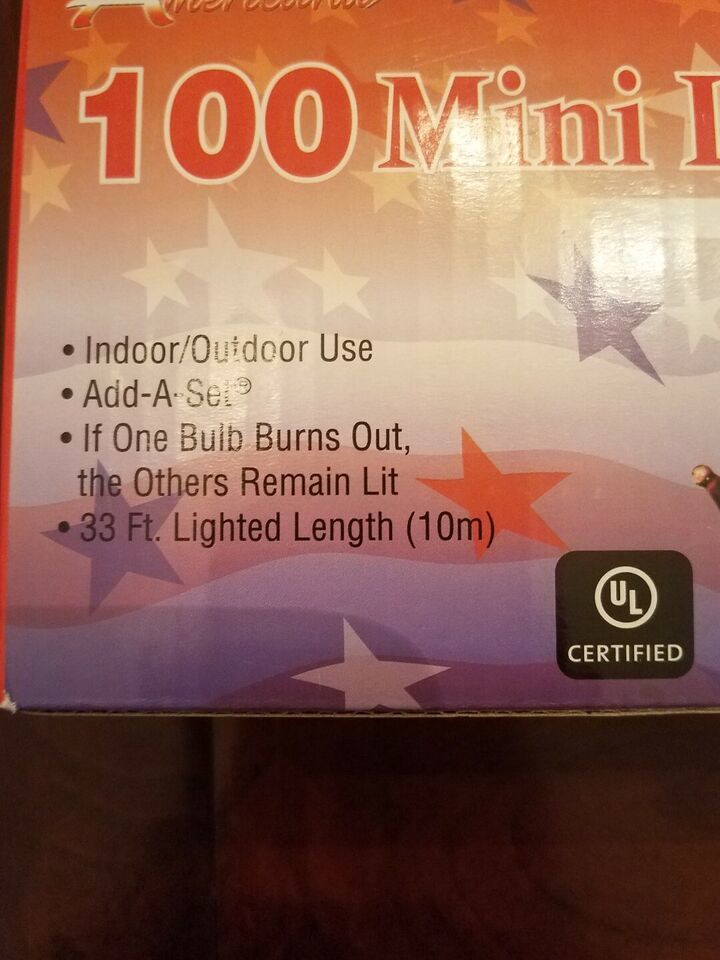 Americana
100 Mini
• Indoor/Outdoor Use
• Add-A-Set®
• If One Bulb Burns Out,
the Others Remain Lit
• 33 Ft. Lighted Length (10m)
UL
CERTIFIED